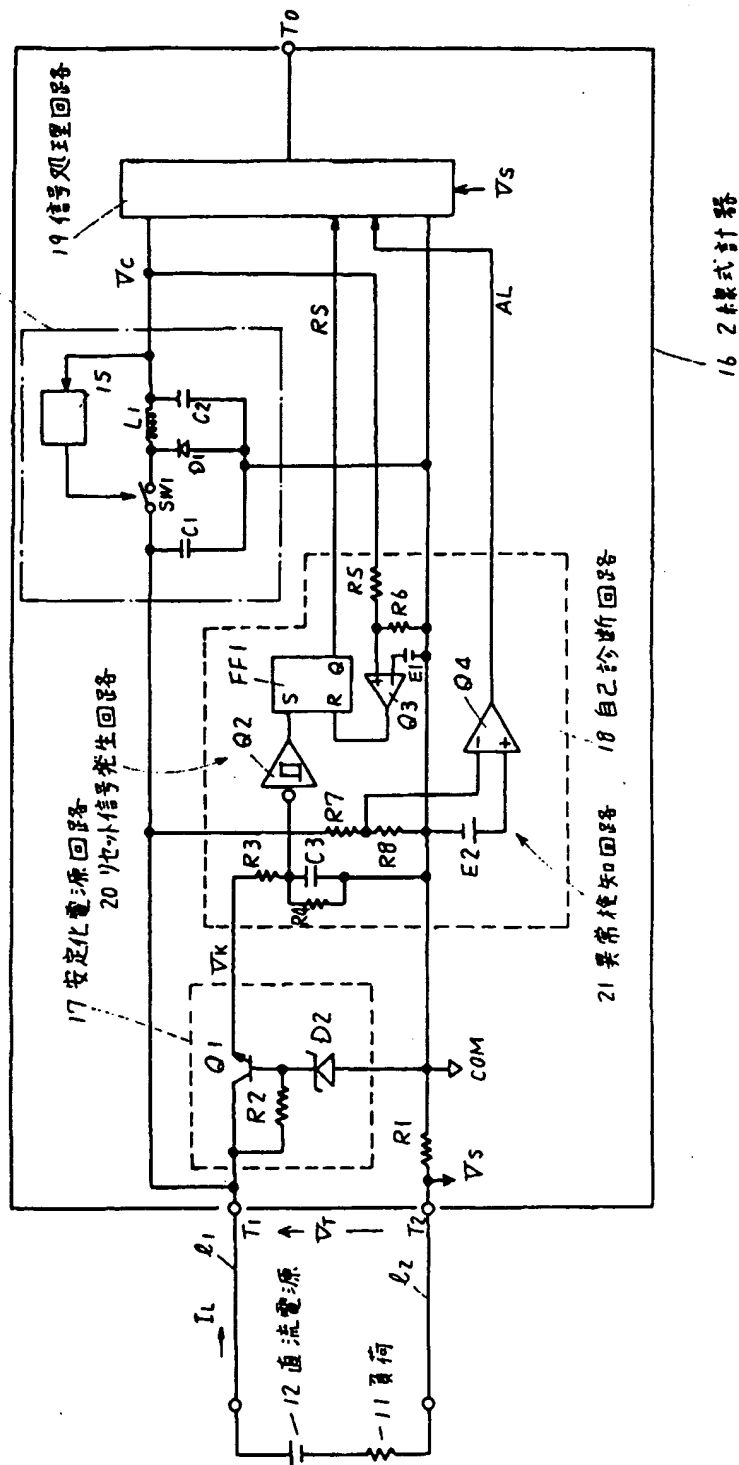 16 2線式計器
19 信号処理回路
T0
VC
VS
15
L1
C2
D1
SW1
C1
RS
AL
17 安定化電源回路
20 リセット信号発生回路
18 自己診断回路
21 異常検知回路
FF1
S
Q
R
Q2
R5
R6
E1
+
Q3
Q4
-
+
R7
R8
E2
R3
C3
R4
VK
Q1
R2
D2
COM
R1
VS
T1
VT
T2
l1
l2
IL
12 直流電源
11 負荷